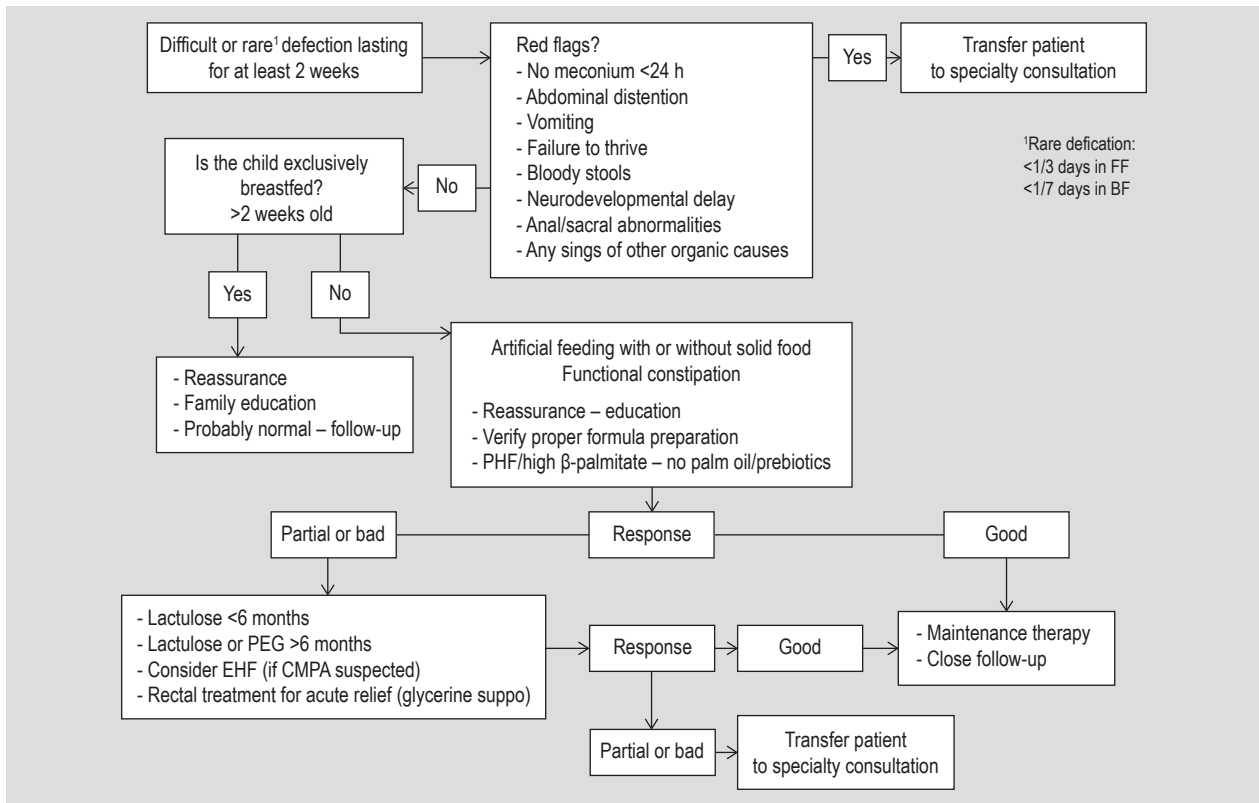 Difficult or rare¹ defection lasting
for at least 2 weeks
Red flags?
- No meconium <24 h
- Abdominal distention
- Vomiting
- Failure to thrive
- Bloody stools
- Neurodevelopmental delay
- Anal/sacral abnormalities
- Any sings of other organic causes
Yes
Transfer patient
to specialty consultation
¹Rare defication:
<1/3 days in FF
<1/7 days in BF
No
Is the child exclusively
breastfed?
>2 weeks old
Yes
No
- Reassurance
- Family education
- Probably normal – follow-up
Artificial feeding with or without solid food
Functional constipation
- Reassurance – education
- Verify proper formula preparation
- PHF/high β-palmitate – no palm oil/prebiotics
Partial or bad
Response
Good
- Lactulose <6 months
- Lactulose or PEG >6 months
- Consider EHF (if CMPA suspected)
- Rectal treatment for acute relief (glycerine suppo)
Response
Good
- Maintenance therapy
- Close follow-up
Partial or bad
Transfer patient
to specialty consultation